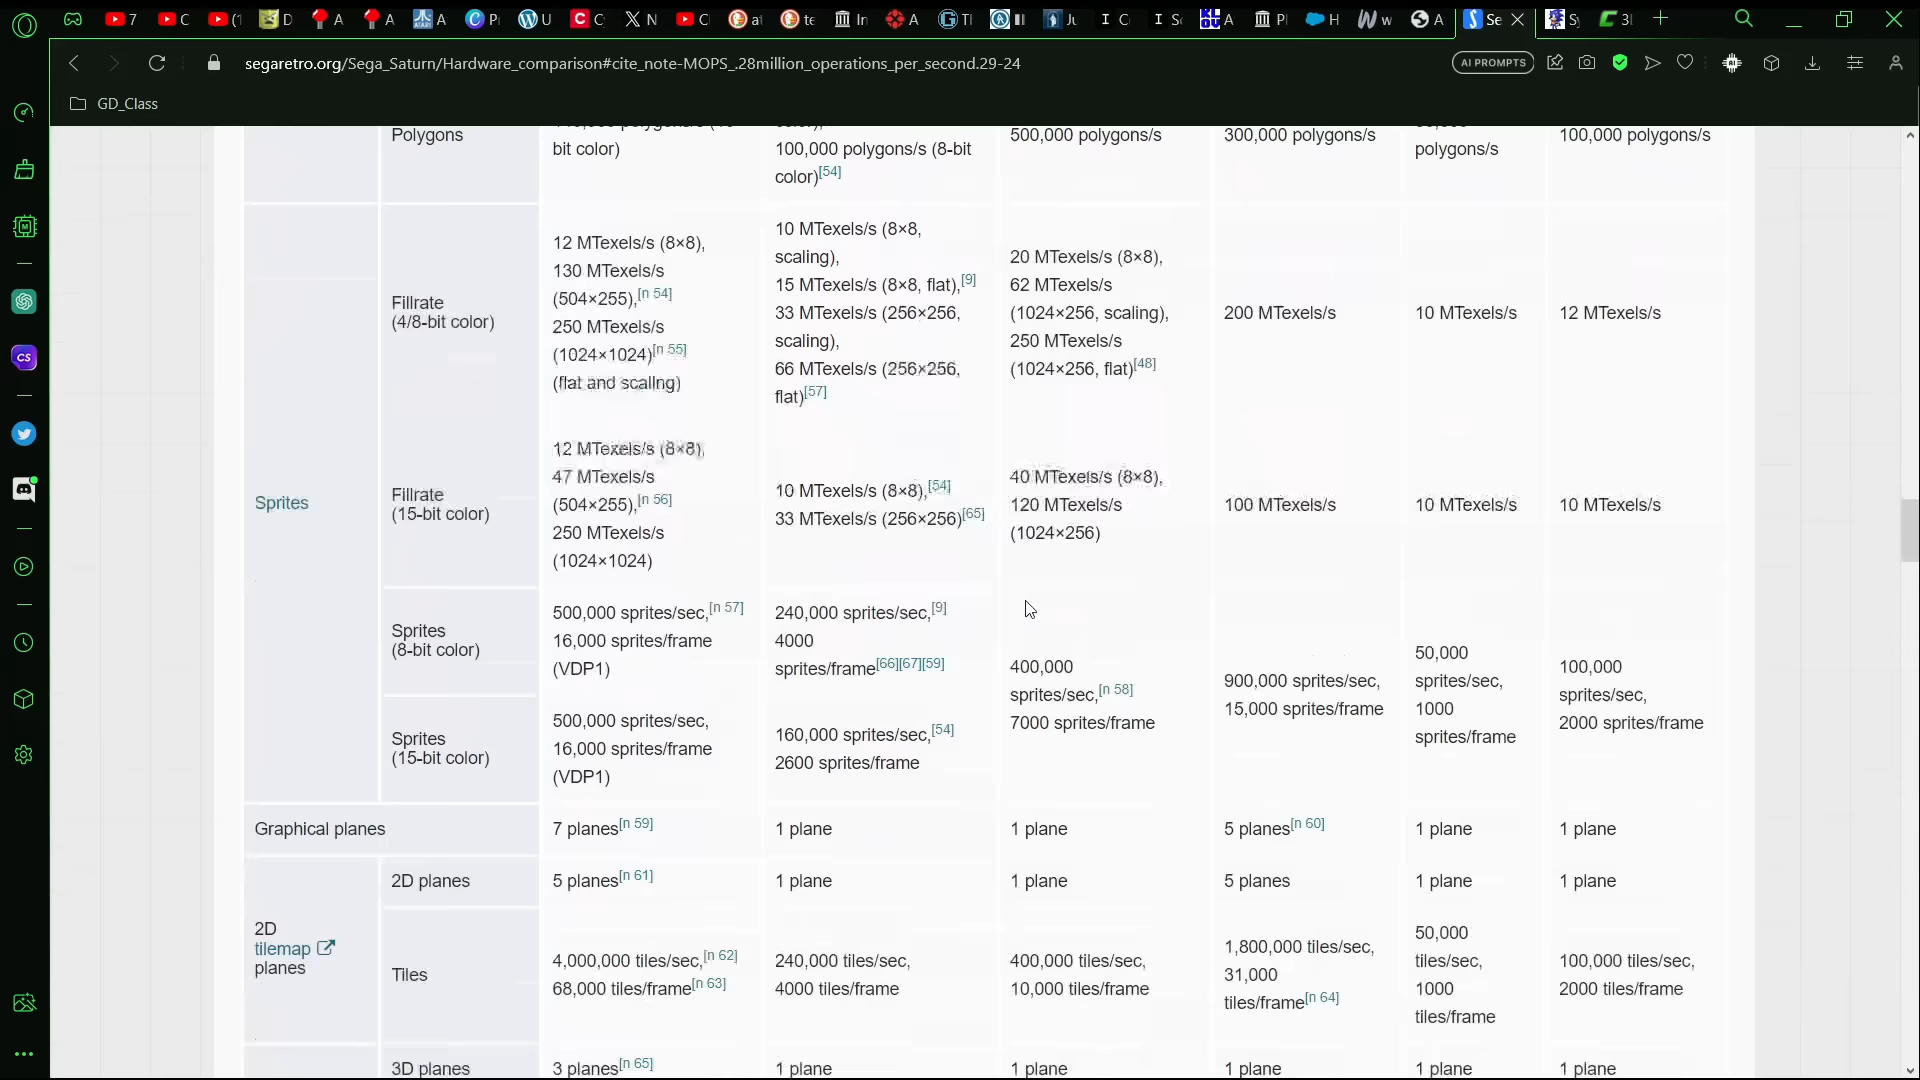 7
C
(1
D
A
A
A
Pi
U
C
N
C
at
te
In
A
TI
Ju
C
Sc
A
Pl
H
w
A
Se
Sy
3l
segaretro.org/Sega_Saturn/Hardware_comparison#cite_note-MOPS_.28million_operations_per_second.29-24
AI PROMPTS
GD_Class
Polygons
bit color)
100,000 polygons/s (8-bit
color)[54]
500,000 polygons/s
300,000 polygons/s
polygons/s
100,000 polygons/s
Sprites
Fillrate
(4/8-bit color)
12 MTexels/s (8×8),
130 MTexels/s
(504×255),[n 54]
250 MTexels/s
(1024×1024)[n 55]
(flat and scaling)
10 MTexels/s (8×8,
scaling),
15 MTexels/s (8×8, flat),[9]
33 MTexels/s (256×256,
scaling),
66 MTexels/s (256×256,
flat)[57]
20 MTexels/s (8×8),
62 MTexels/s
(1024×256, scaling),
250 MTexels/s
(1024×256, flat)[48]
200 MTexels/s
10 MTexels/s
12 MTexels/s
Fillrate
(15-bit color)
12 MTexels/s (8×8),
47 MTexels/s
(504×255),[n 56]
250 MTexels/s
(1024×1024)
10 MTexels/s (8×8),[54]
33 MTexels/s (256×256)[65]
40 MTexels/s (8×8),
120 MTexels/s
(1024×256)
100 MTexels/s
10 MTexels/s
10 MTexels/s
Sprites
(8-bit color)
500,000 sprites/sec,[n 57]
16,000 sprites/frame
(VDP1)
240,000 sprites/sec,[9]
4000
sprites/frame[66][67][59]
400,000
sprites/sec,[n 58]
7000 sprites/frame
900,000 sprites/sec,
15,000 sprites/frame
50,000
sprites/sec,
1000
sprites/frame
100,000
sprites/sec,
2000 sprites/frame
Sprites
(15-bit color)
500,000 sprites/sec,
16,000 sprites/frame
(VDP1)
160,000 sprites/sec,[54]
2600 sprites/frame
Graphical planes
7 planes[n 59]
1 plane
1 plane
5 planes[n 60]
1 plane
1 plane
2D
tilemap
planes
2D planes
5 planes[n 61]
1 plane
1 plane
5 planes
1 plane
1 plane
Tiles
4,000,000 tiles/sec,[n 62]
68,000 tiles/frame[n 63]
240,000 tiles/sec,
4000 tiles/frame
400,000 tiles/sec,
10,000 tiles/frame
1,800,000 tiles/sec,
31,000
tiles/frame[n 64]
50,000
tiles/sec,
1000
tiles/frame
100,000 tiles/sec,
2000 tiles/frame
3D planes
3 planes[n 65]
1 plane
1 plane
1 plane
1 plane
1 plane